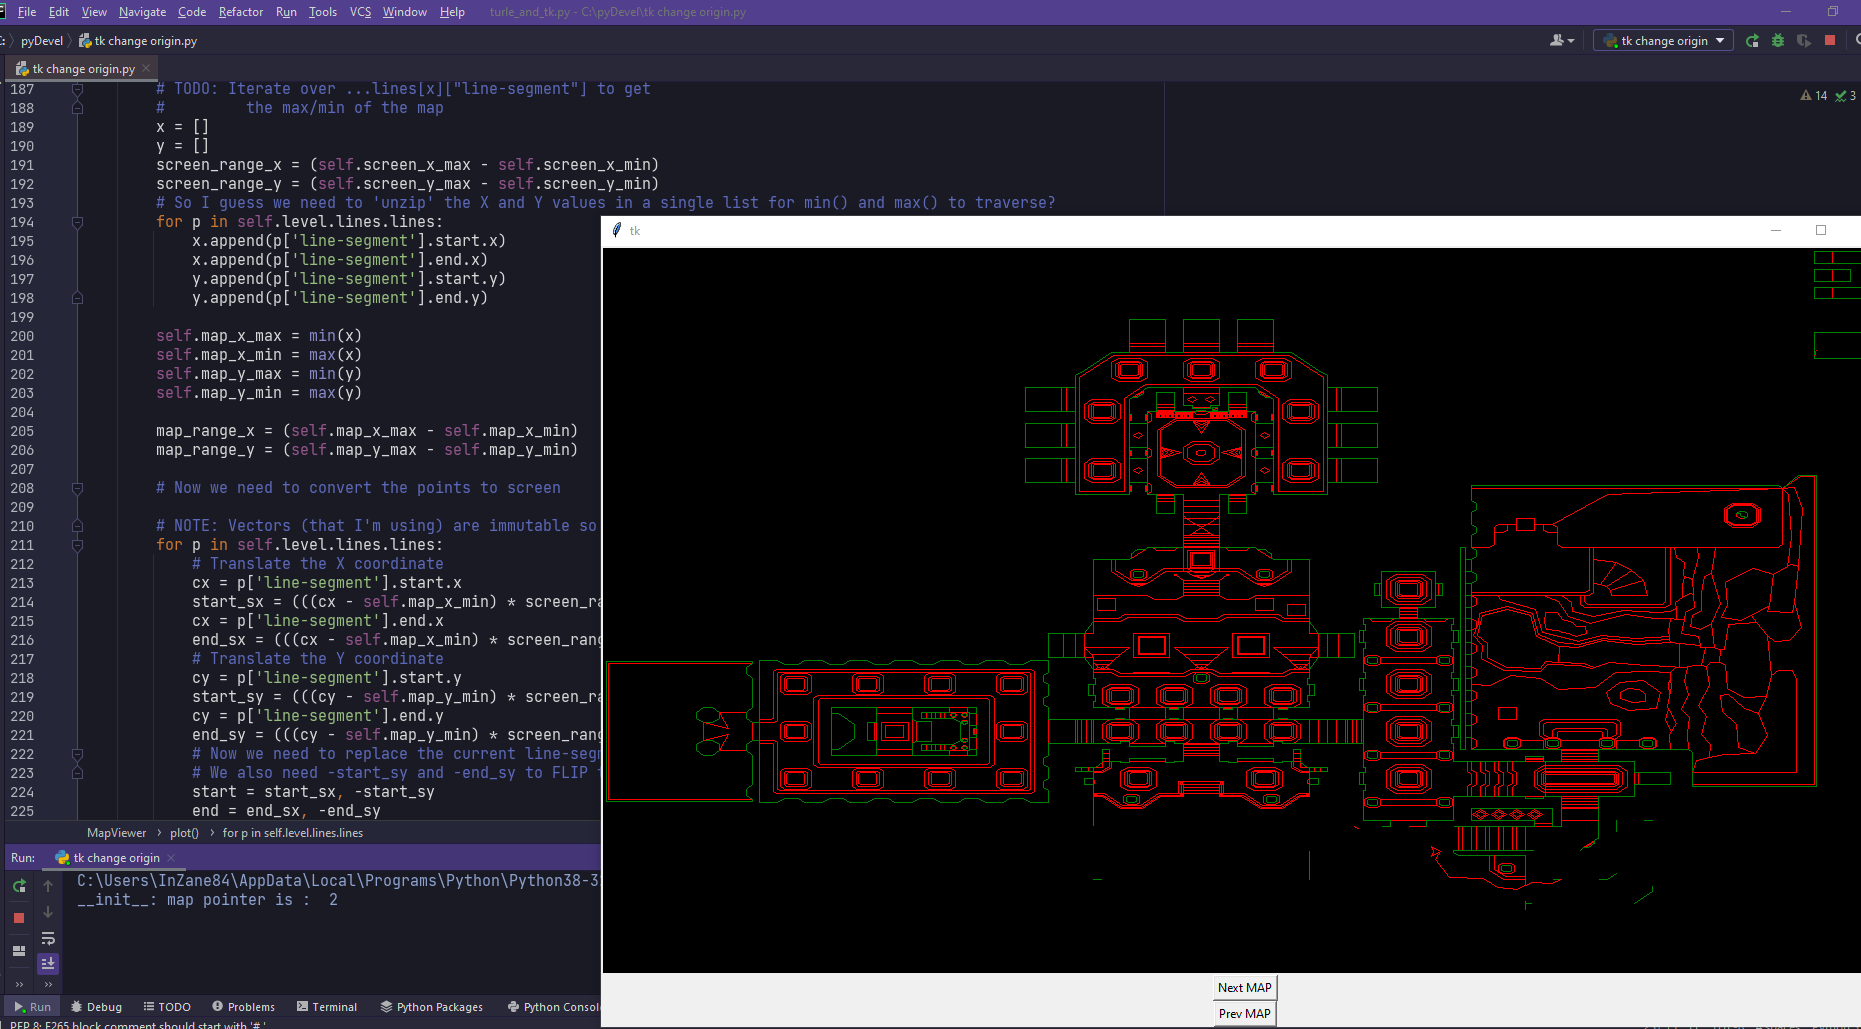 File Edit View Navigate Code Refactor Run Tools VCS Window Help turle_and_tk.py - C:\pyDevel\tk change origin.py
pyDevel tk change origin.py
tk change origin
tk change origin.py
187 # TODO: Iterate over ...lines[x]["line-segment"] to get
14 3
188 # the max/min of the map
189 x = []
190 y = []
191 screen_range_x = (self.screen_x_max - self.screen_x_min)
192 screen_range_y = (self.screen_y_max - self.screen_y_min)
193 # So I guess we need to 'unzip' the X and Y values in a single list for min() and max() to traverse?
194 for p in self.level.lines.lines:
195 x.append(p['line-segment'].start.x)
196 x.append(p['line-segment'].end.x)
197 y.append(p['line-segment'].start.y)
198 y.append(p['line-segment'].end.y)
199
200 self.map_x_max = min(x)
201 self.map_x_min = max(x)
202 self.map_y_max = min(y)
203 self.map_y_min = max(y)
204
205 map_range_x = (self.map_x_max - self.map_x_min)
206 map_range_y = (self.map_y_max - self.map_y_min)
207
208 # Now we need to convert the points to screen
209
210 # NOTE: Vectors (that I'm using) are immutable so
211 for p in self.level.lines.lines:
212 # Translate the X coordinate
213 cx = p['line-segment'].start.x
214 start_sx = (((cx - self.map_x_min) * screen_ra
215 cx = p['line-segment'].end.x
216 end_sx = (((cx - self.map_x_min) * screen_rang
217 # Translate the Y coordinate
218 cy = p['line-segment'].start.y
219 start_sy = (((cy - self.map_y_min) * screen_ra
220 cy = p['line-segment'].end.y
221 end_sy = (((cy - self.map_y_min) * screen_rang
222 # Now we need to replace the current line-seg
223 # We also need -start_sy and -end_sy to FLIP
224 start = start_sx, -start_sy
225 end = end_sx, -end_sy
MapViewer plot() for p in self.level.lines.lines
tk
Next MAP
Prev MAP
Run: tk change origin
C:\Users\InZane84\AppData\Local\Programs\Python\Python38-3
__init__: map pointer is : 2
Run Debug TODO Problems Terminal Python Packages Python Consol
PEP 8: E265 block comment should start with '# '